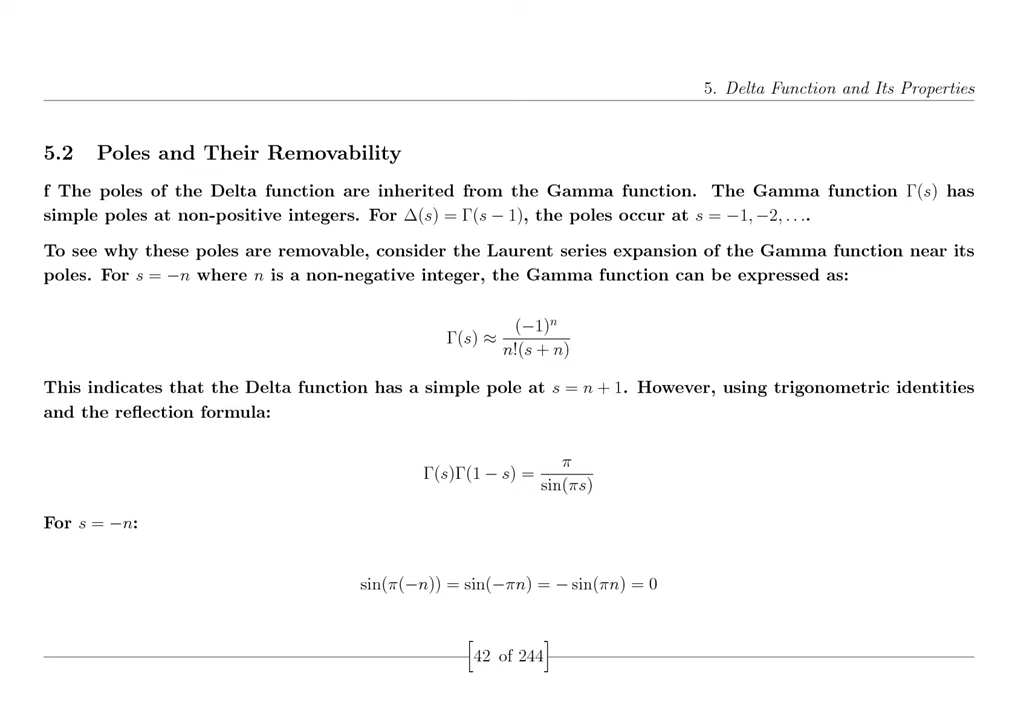 5. Delta Function and Its Properties
5.2 Poles and Their Removability
f The poles of the Delta function are inherited from the Gamma function. The Gamma function Γ(s) has
simple poles at non-positive integers. For Δ(s) = Γ(s − 1), the poles occur at s = −1, −2, . . ..
To see why these poles are removable, consider the Laurent series expansion of the Gamma function near its
poles. For s = −n where n is a non-negative integer, the Gamma function can be expressed as:
Γ(s) ≈ (−1)ⁿ / n!(s + n)
This indicates that the Delta function has a simple pole at s = n + 1. However, using trigonometric identities
and the reflection formula:
Γ(s)Γ(1 − s) = π / sin(πs)
For s = −n:
sin(π(−n)) = sin(−πn) = − sin(πn) = 0
[42 of 244]